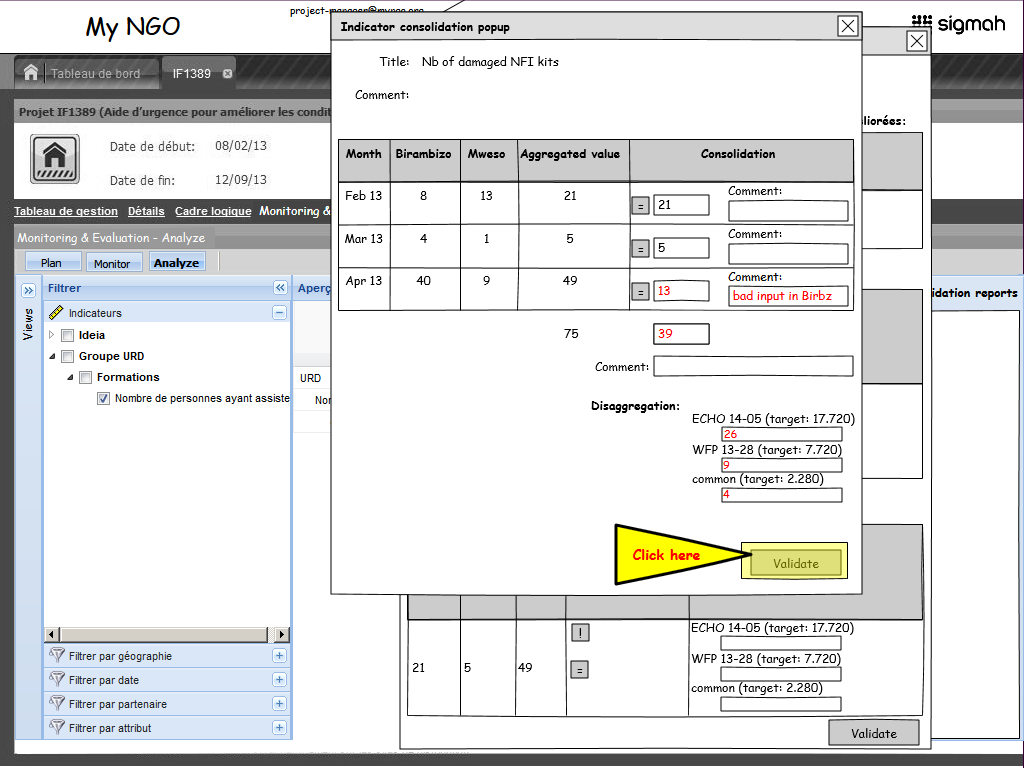 project-manager@myngo.org
My NGO
sigmah
Tableau de bord
IF1389
Projet IF1389 (Aide d'urgence pour améliorer les condit
Date de début: 08/02/13
Date de fin: 12/09/13
Tableau de gestion Détails Cadre logique Monitoring &
Monitoring & Evaluation - Analyze
Plan Monitor Analyze
Views
Filtrer
Indicateurs
Ideia
Groupe URD
Formations
Nombre de personnes ayant assiste
Filtrer par géographie
Filtrer par date
Filtrer par partenaire
Filtrer par attribut
Aperç
URD
Nor
liorées:
idation reports
Indicator consolidation popup
Title: Nb of damaged NFI kits
Comment:
Month Birambizo Mweso Aggregated value Consolidation
Feb 13 8 13 21 = 21 Comment:
Mar 13 4 1 5 = 5 Comment:
Apr 13 40 9 49 = 13 Comment: bad input in Birbz
75 39
Comment:
Disaggregation:
ECHO 14-05 (target: 17.720)
26
WFP 13-28 (target: 7.720)
9
common (target: 2.280)
4
Click here
Validate
21 5 49 ! =
ECHO 14-05 (target: 17.720)
WFP 13-28 (target: 7.720)
common (target: 2.280)
Validate